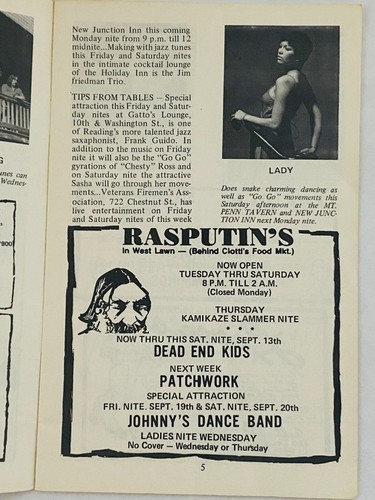 New Junction Inn this coming
Monday nite from 9 p.m. till 12
midnite...Making with jazz tunes
this Friday and Saturday nites
in the intimate cocktail lounge
of the Holiday Inn is the Jim
friedman Trio.
TIPS FROM TABLES — Special
attraction this Friday and Satur-
day nites at Gatto's Lounge,
10th & Washington St., is one
of Reading's more talented jazz
saxaphonist, Frank Guido. In
addition to the music on Friday
nite it will also be the "Go Go"
gyrations of "Chesty" Ross and
on Saturday nite the attractive
Sasha will go through her move-
ments...Veterans Firemen's Ass-
ociation, 722 Chestnut St., has
live entertainment on Friday
and Saturday nites of this week
LADY
Does snake charming dancing as
well as "Go Go" movements this
Saturday afternoon at the MT.
PENN TAVERN and NEW JUNC-
TION INN next Monday nite.
RASPUTIN'S
In West Lawn — (Behind Ciotti's Food Mkt.)
NOW OPEN
TUESDAY THRU SATURDAY
8 P.M. TILL 2 A.M.
(Closed Monday)
THURSDAY
KAMIKAZE SLAMMER NITE
* * *
NOW THRU THIS SAT. NITE, SEPT. 13th
DEAD END KIDS
NEXT WEEK
PATCHWORK
SPECIAL ATTRACTION
FRI. NITE. SEPT. 19th & SAT. NITE, SEPT. 20th
JOHNNY'S DANCE BAND
LADIES NITE WEDNESDAY
No Cover — Wednesday or Thursday
5